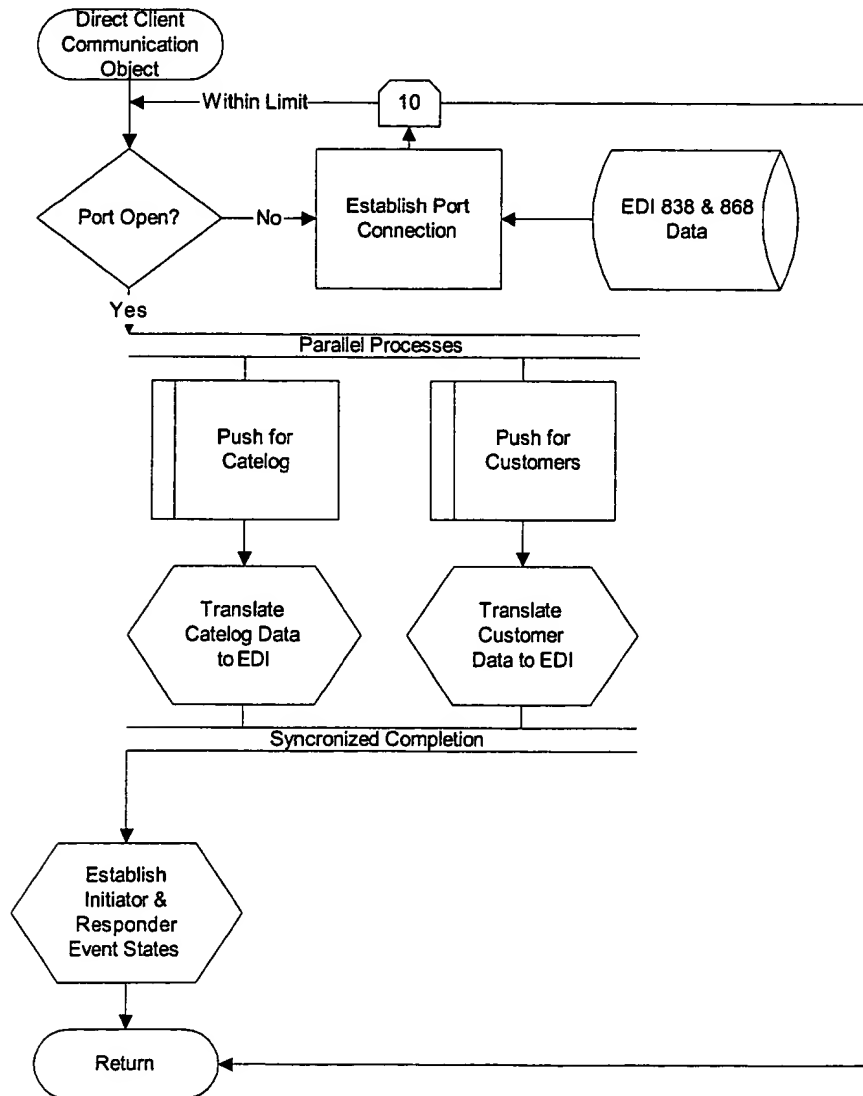 Direct Client
Communication
Object
Within Limit
10
Port Open?
No
Establish Port
Connection
EDI 838 & 868
Data
Yes
Parallel Processes
Push for
Catelog
Push for
Customers
Translate
Catelog Data
to EDI
Translate
Customer
Data to EDI
Syncronized Completion
Establish
Initiator &
Responder
Event States
Return